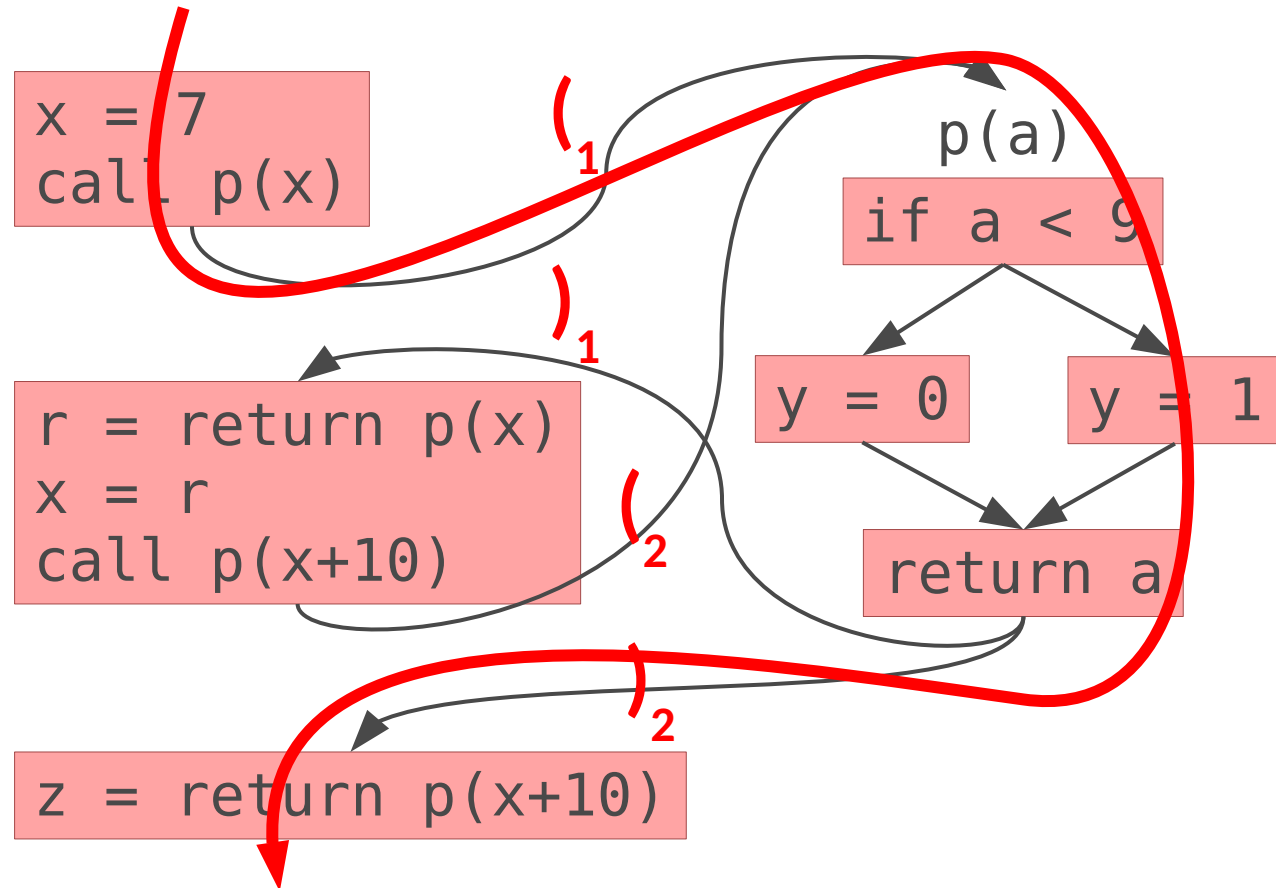 x = 7
call p(x)
(1
p(a)
if a < 9
)1
r = return p(x)
x = r
call p(x+10)
y = 0
y = 1
(2
return a
)2
z = return p(x+10)